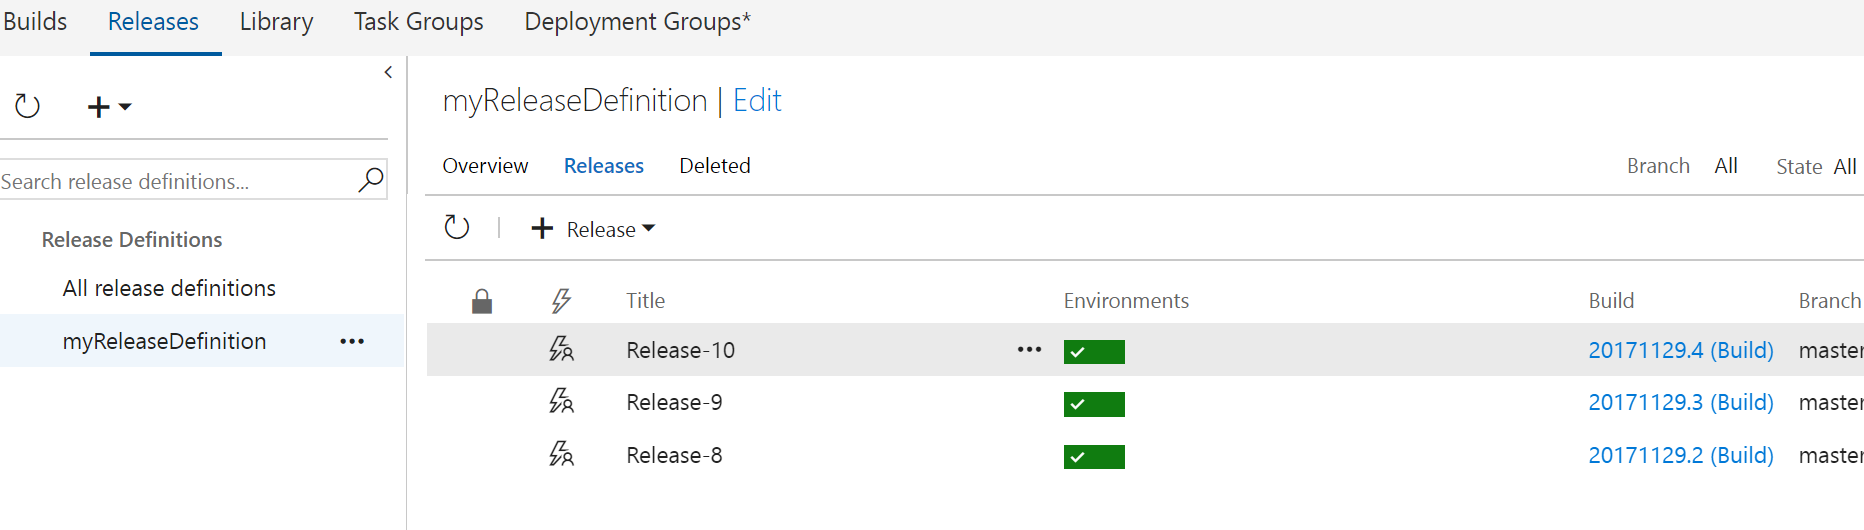 Builds Releases Library Task Groups Deployment Groups*
Search release definitions...
Release Definitions
All release definitions
myReleaseDefinition
myReleaseDefinition | Edit
Overview Releases Deleted Branch All State All
Release
Title Environments Build Branch
Release-10 20171129.4 (Build) master
Release-9 20171129.3 (Build) master
Release-8 20171129.2 (Build) master